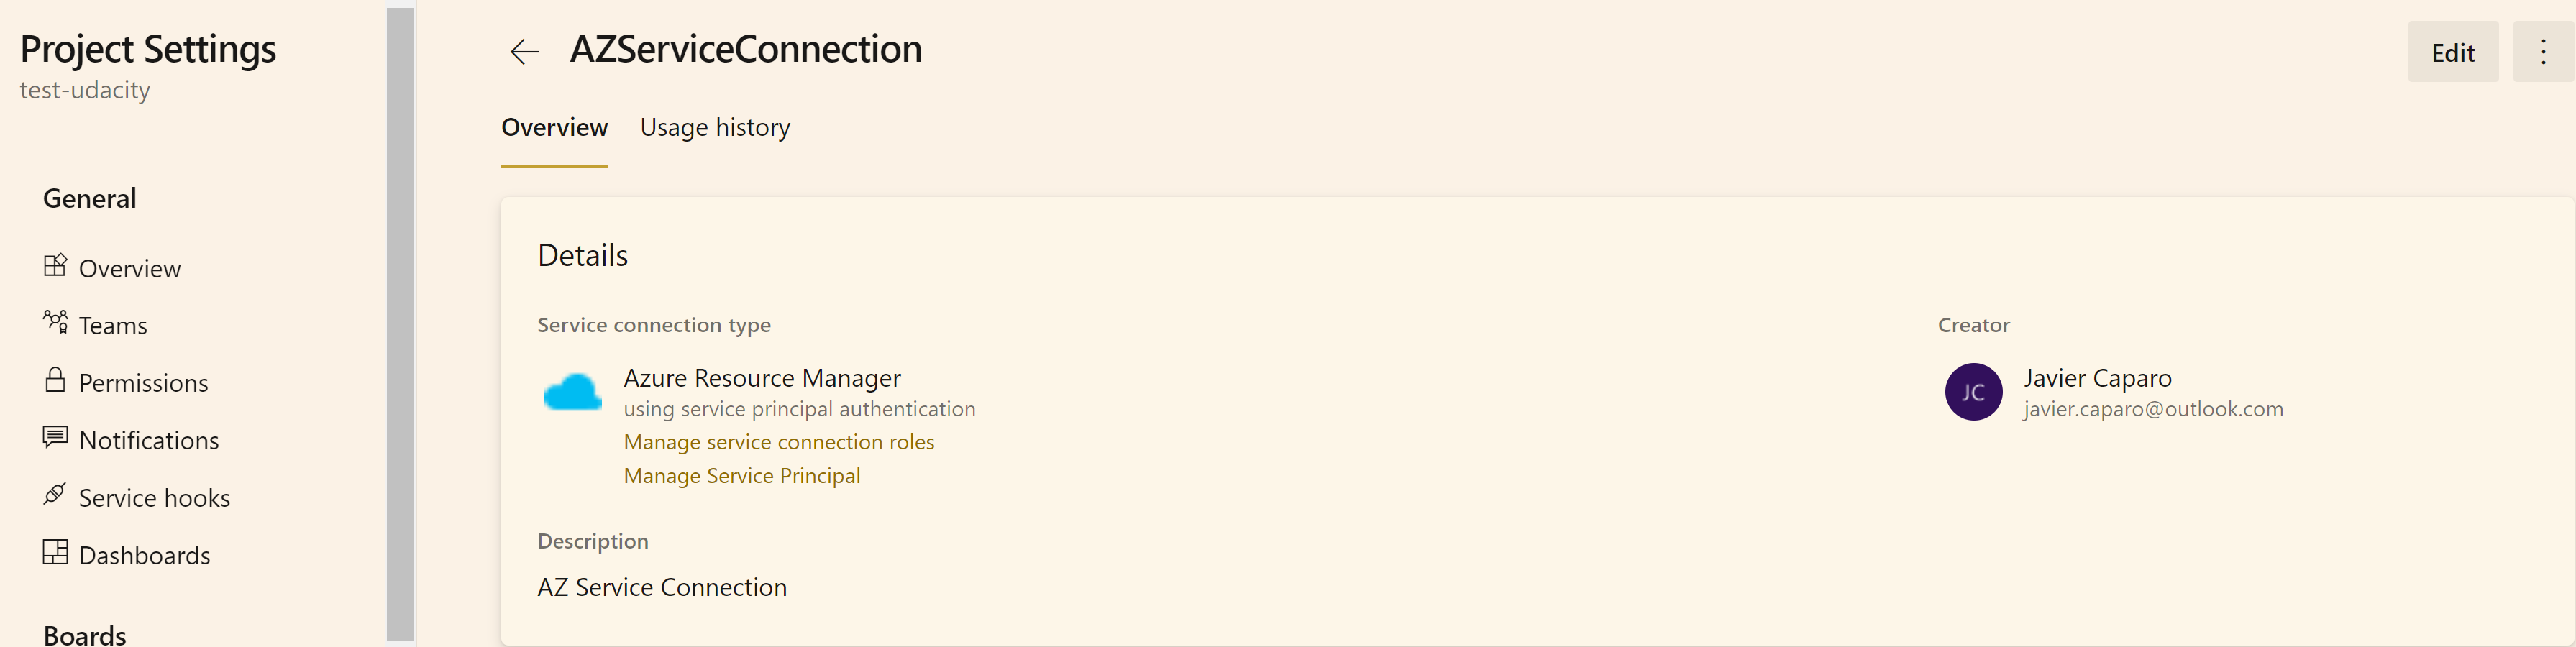 Project Settings
test-udacity
General
Overview
Teams
Permissions
Notifications
Service hooks
Dashboards
Boards
AZServiceConnection
Edit
Overview
Usage history
Details
Service connection type
Azure Resource Manager
using service principal authentication
Manage service connection roles
Manage Service Principal
Creator
JC
Javier Caparo
javier.caparo@outlook.com
Description
AZ Service Connection